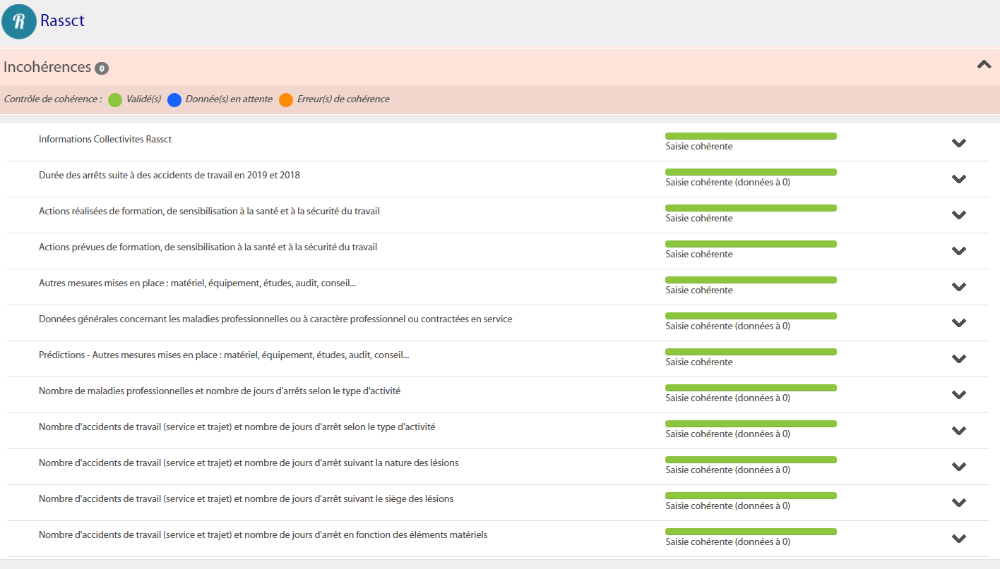 R Rassct
Incohérences 0
Contrôle de cohérence : Validé(s) Donnée(s) en attente Erreur(s) de cohérence
Informations Collectivites Rassct
Saisie cohérente
Durée des arrêts suite à des accidents de travail en 2019 et 2018
Saisie cohérente (données à 0)
Actions réalisées de formation, de sensibilisation à la santé et à la sécurité du travail
Saisie cohérente
Actions prévues de formation, de sensibilisation à la santé et à la sécurité du travail
Saisie cohérente
Autres mesures mises en place : matériel, équipement, études, audit, conseil...
Saisie cohérente
Données générales concernant les maladies professionnelles ou à caractère professionnel ou contractées en service
Saisie cohérente (données à 0)
Prédictions - Autres mesures mises en place : matériel, équipement, études, audit, conseil...
Saisie cohérente
Nombre de maladies professionnelles et nombre de jours d'arrêts selon le type d'activité
Saisie cohérente (données à 0)
Nombre d'accidents de travail (service et trajet) et nombre de jours d'arrêt selon le type d'activité
Saisie cohérente (données à 0)
Nombre d'accidents de travail (service et trajet) et nombre de jours d'arrêt suivant la nature des lésions
Saisie cohérente (données à 0)
Nombre d'accidents de travail (service et trajet) et nombre de jours d'arrêt suivant le siège des lésions
Saisie cohérente (données à 0)
Nombre d'accidents de travail (service et trajet) et nombre de jours d'arrêt en fonction des éléments matériels
Saisie cohérente (données à 0)